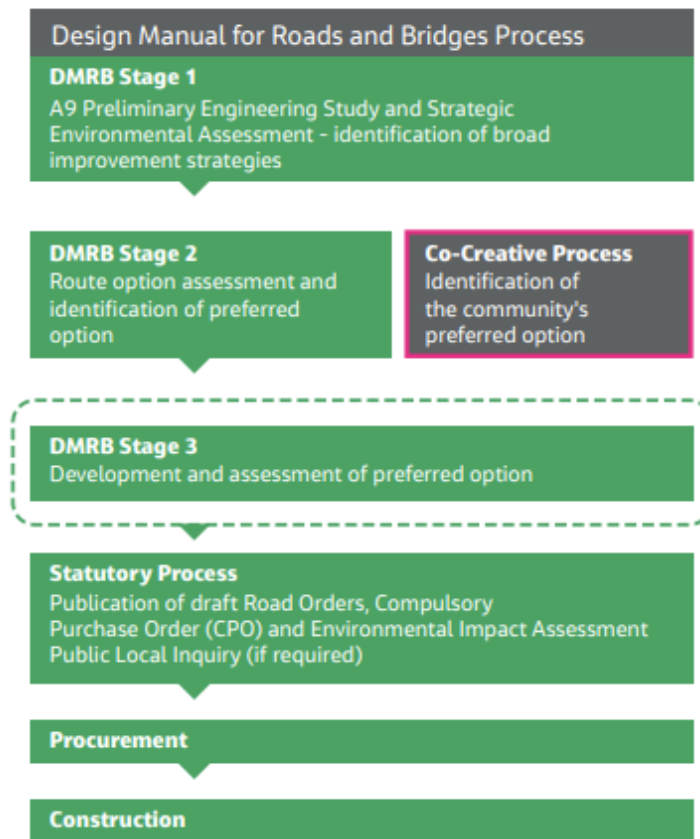 Design Manual for Roads and Bridges Process
DMRB Stage 1
A9 Preliminary Engineering Study and Strategic
Environmental Assessment - identification of broad
improvement strategies
DMRB Stage 2
Route option assessment and
identification of preferred
option
Co-Creative Process
Identification of
the community's
preferred option
DMRB Stage 3
Development and assessment of preferred option
Statutory Process
Publication of draft Road Orders, Compulsory
Purchase Order (CPO) and Environmental Impact Assessment
Public Local Inquiry (if required)
Procurement
Construction